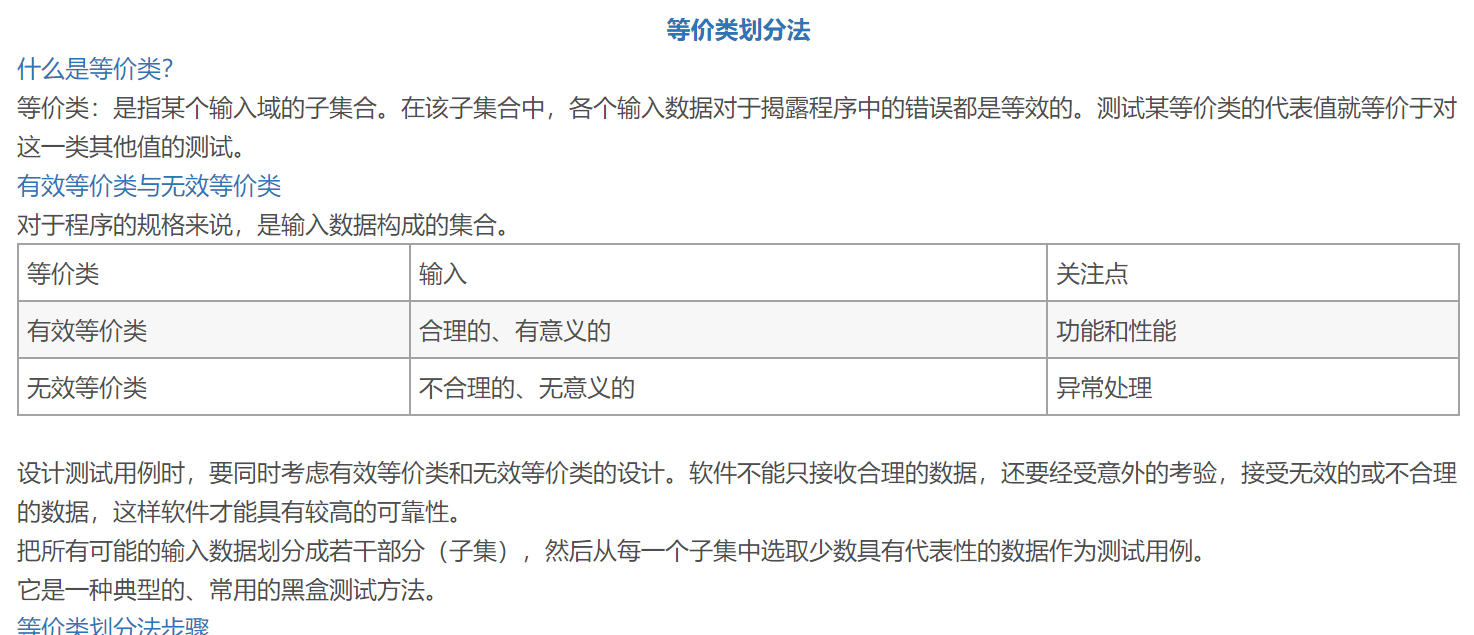 等价类划分法
什么是等价类？
等价类：是指某个输入域的子集合。在该子集合中，各个输入数据对于揭露程序中的错误都是等效的。测试某等价类的代表值就等价于对
这一类其他值的测试。
有效等价类与无效等价类
对于程序的规格来说，是输入数据构成的集合。
等价类 输入 关注点
有效等价类 合理的、有意义的 功能和性能
无效等价类 不合理的、无意义的 异常处理
设计测试用例时，要同时考虑有效等价类和无效等价类的设计。软件不能只接收合理的数据，还要经受意外的考验，接受无效的或不合理
的数据，这样软件才能具有较高的可靠性。
把所有可能的输入数据划分成若干部分（子集），然后从每一个子集中选取少数具有代表性的数据作为测试用例。
它是一种典型的、常用的黑盒测试方法。
等价类划分法步骤